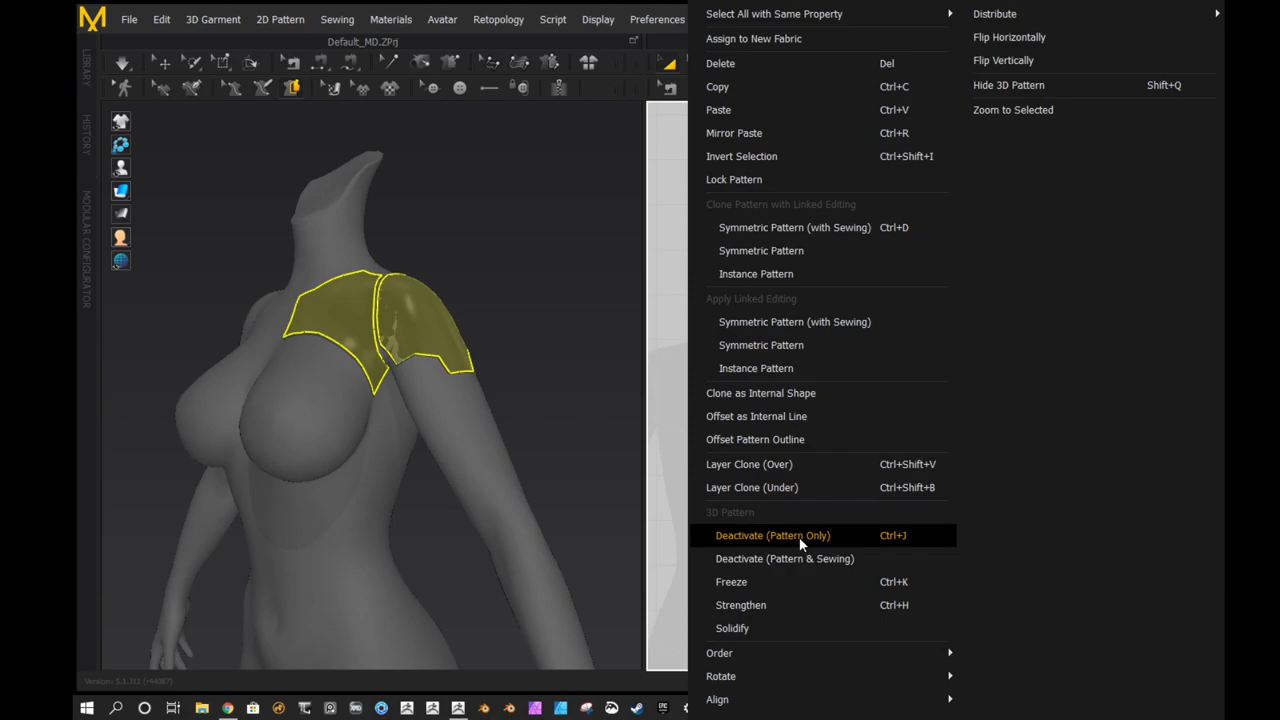 File Edit 3D Garment 2D Pattern Sewing Materials Avatar Retopology Script Display Preferences
Default_MD.ZPrj
LIBRARY
HISTORY
MODULAR CONFIGURATOR
Version: 5.1.311 (r44087)
Select All with Same Property
Assign to New Fabric
Delete Del
Copy Ctrl+C
Paste Ctrl+V
Mirror Paste Ctrl+R
Invert Selection Ctrl+Shift+I
Lock Pattern
Clone Pattern with Linked Editing
Symmetric Pattern (with Sewing) Ctrl+D
Symmetric Pattern
Instance Pattern
Apply Linked Editing
Symmetric Pattern (with Sewing)
Symmetric Pattern
Instance Pattern
Clone as Internal Shape
Offset as Internal Line
Offset Pattern Outline
Layer Clone (Over) Ctrl+Shift+V
Layer Clone (Under) Ctrl+Shift+B
3D Pattern
Deactivate (Pattern Only) Ctrl+J
Deactivate (Pattern & Sewing)
Freeze Ctrl+K
Strengthen Ctrl+H
Solidify
Order
Rotate
Align
Distribute
Flip Horizontally
Flip Vertically
Hide 3D Pattern Shift+Q
Zoom to Selected